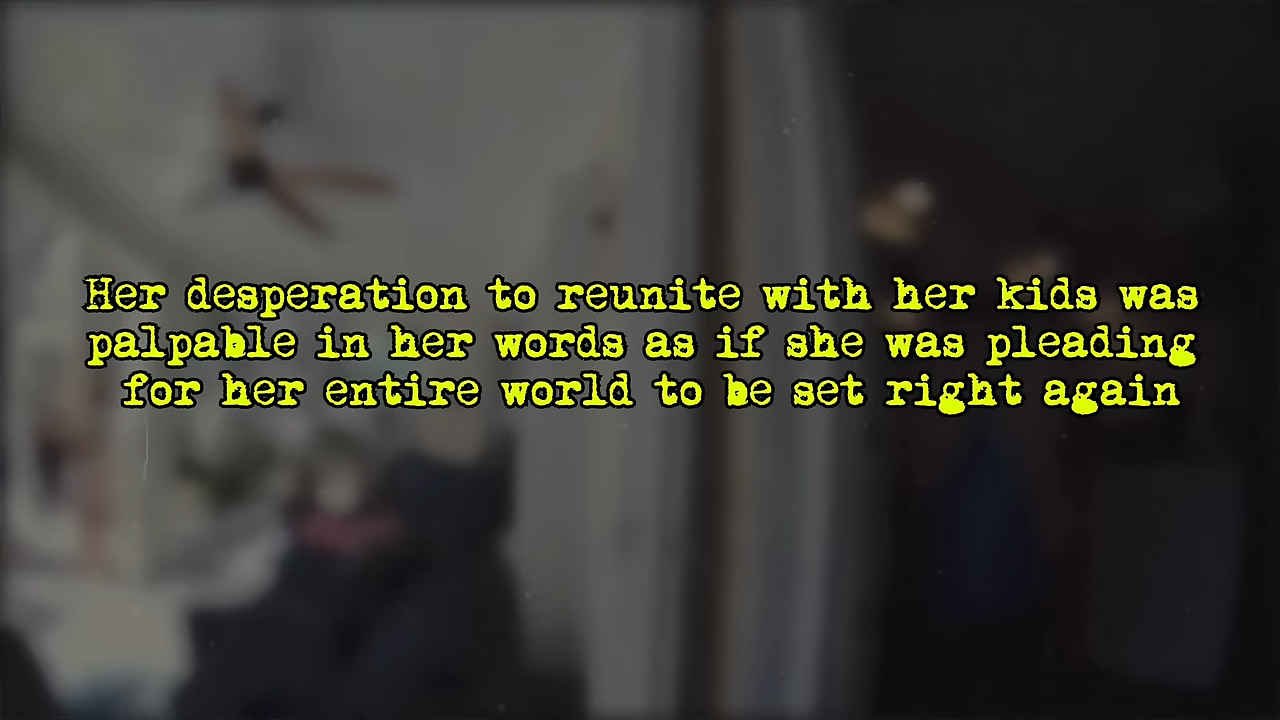 Her desperation to reunite with her kids was
palpable in her words as if she was pleading
for her entire world to be set right again